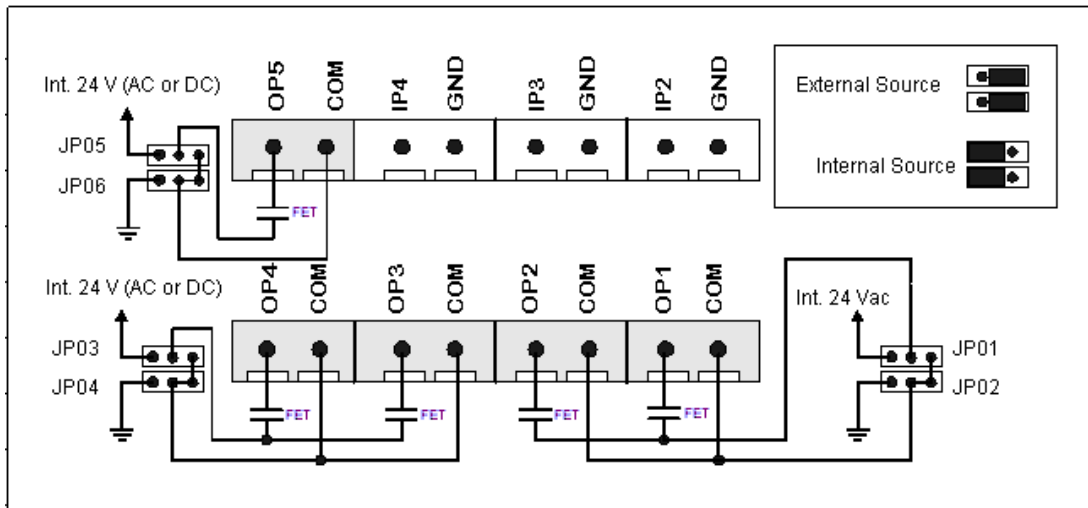 Int. 24 V (AC or DC)
JP05
JP06
OP5
COM
IP4
GND
IP3
GND
IP2
GND
FET
External Source
Internal Source
Int. 24 V (AC or DC)
JP03
JP04
OP4
COM
OP3
COM
OP2
COM
OP1
COM
FET
FET
FET
FET
Int. 24 Vac
JP01
JP02